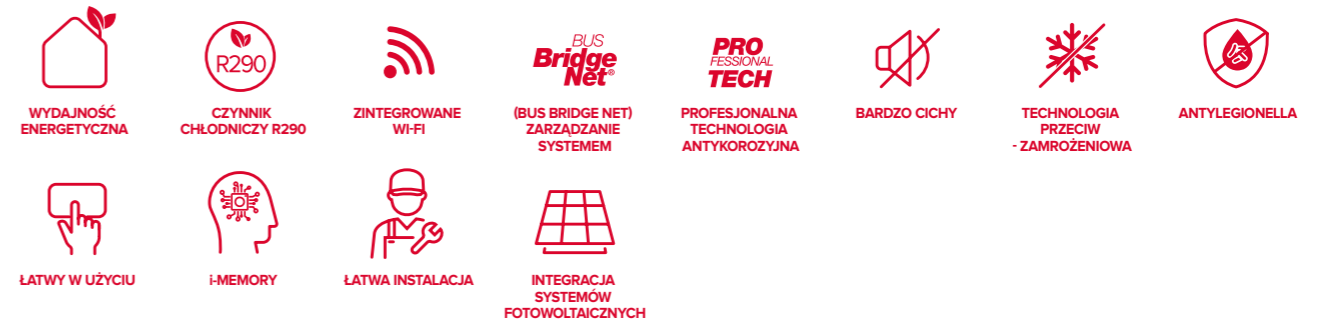 R290
BUS
Bridge
Net®
PRO
FESSIONAL
TECH
WYDAJNOŚĆ
ENERGETYCZNA
CZYNNIK
CHŁODNICZY R290
ZINTEGROWANE
WI-FI
(BUS BRIDGE NET)
ZARZĄDZANIE
SYSTEMEM
PROFESJONALNA
TECHNOLOGIA
ANTYKOROZYJNA
BARDZO CICHY
TECHNOLOGIA
PRZECIW
- ZAMROŻENIOWA
ANTYLEGIONELLA
ŁATWY W UŻYCIU
i-MEMORY
ŁATWA INSTALACJA
INTEGRACJA
SYSTEMÓW
FOTOWOLTAICZNYCH